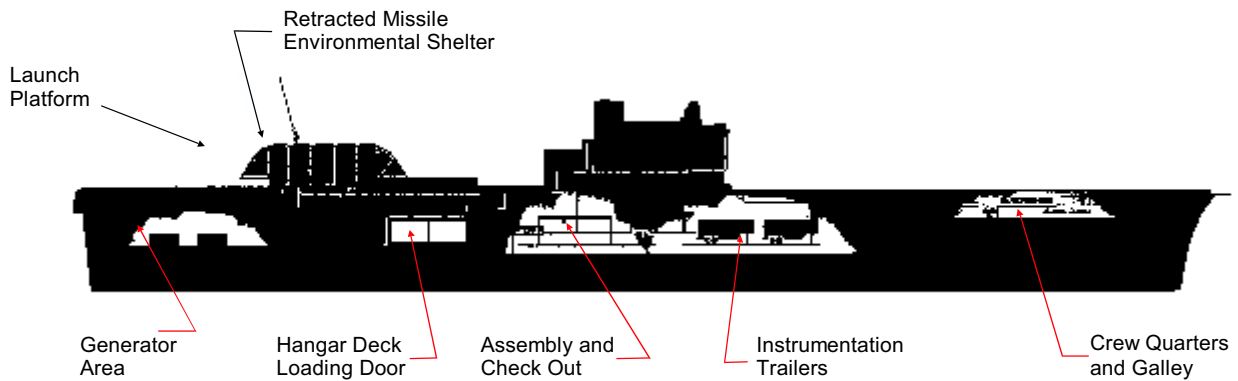 Retracted Missile
Environmental Shelter
Launch
Platform
Generator
Area
Hangar Deck
Loading Door
Assembly and
Check Out
Instrumentation
Trailers
Crew Quarters
and Galley